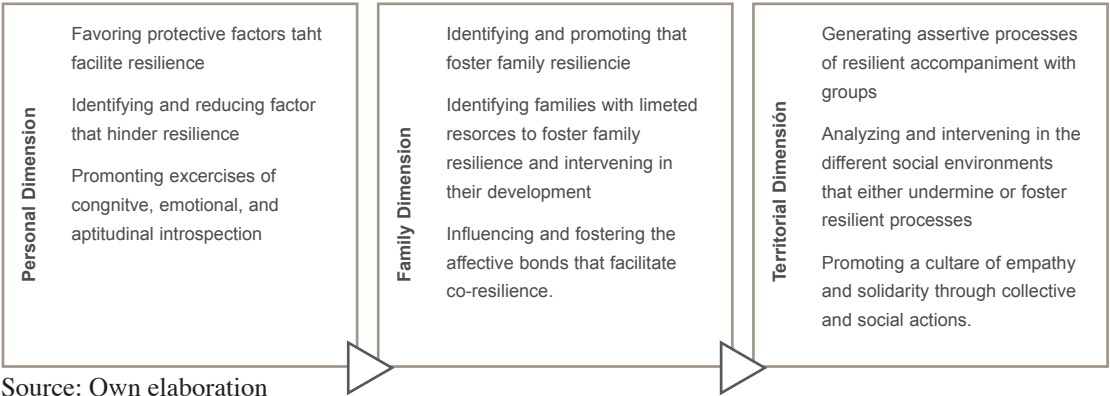 Personal Dimension
Favoring protective factors taht
facilite resilience
Identifying and reducing factor
that hinder resilience
Promonting excercises of
congnitve, emotional, and
aptitudinal introspection
Family Dimension
Identifying and promoting that
foster family resiliencie
Identifying families with limeted
resorces to foster family
resilience and intervening in
their development
Influencing and fostering the
affective bonds that facilitate
co-resilience.
Territorial Dimensión
Generating assertive processes
of resilient accompaniment with
groups
Analyzing and intervening in the
different social environments
that either undermine or foster
resilient processes
Promoting a cultare of empathy
and solidarity through collective
and social actions.
Source: Own elaboration